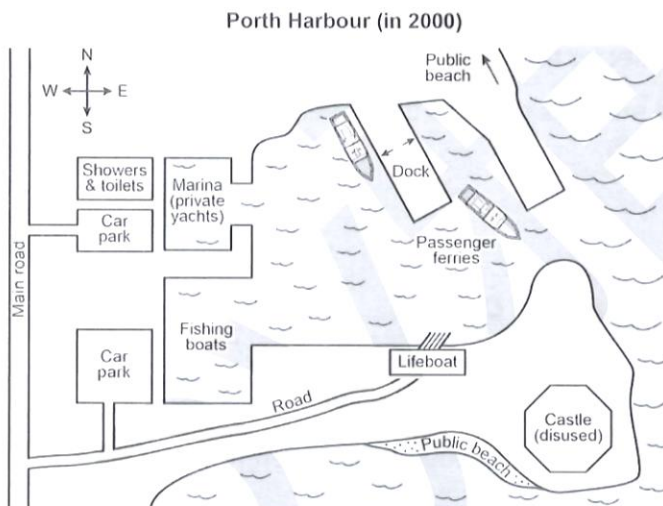 Porth Harbour (in 2000)
N
W
E
S
Public
beach
Showers
& toilets
Marina
(private
yachts)
Dock
Car
park
Passenger
ferries
Main road
Fishing
boats
Car
park
Lifeboat
Road
Castle
(disused)
Public beach